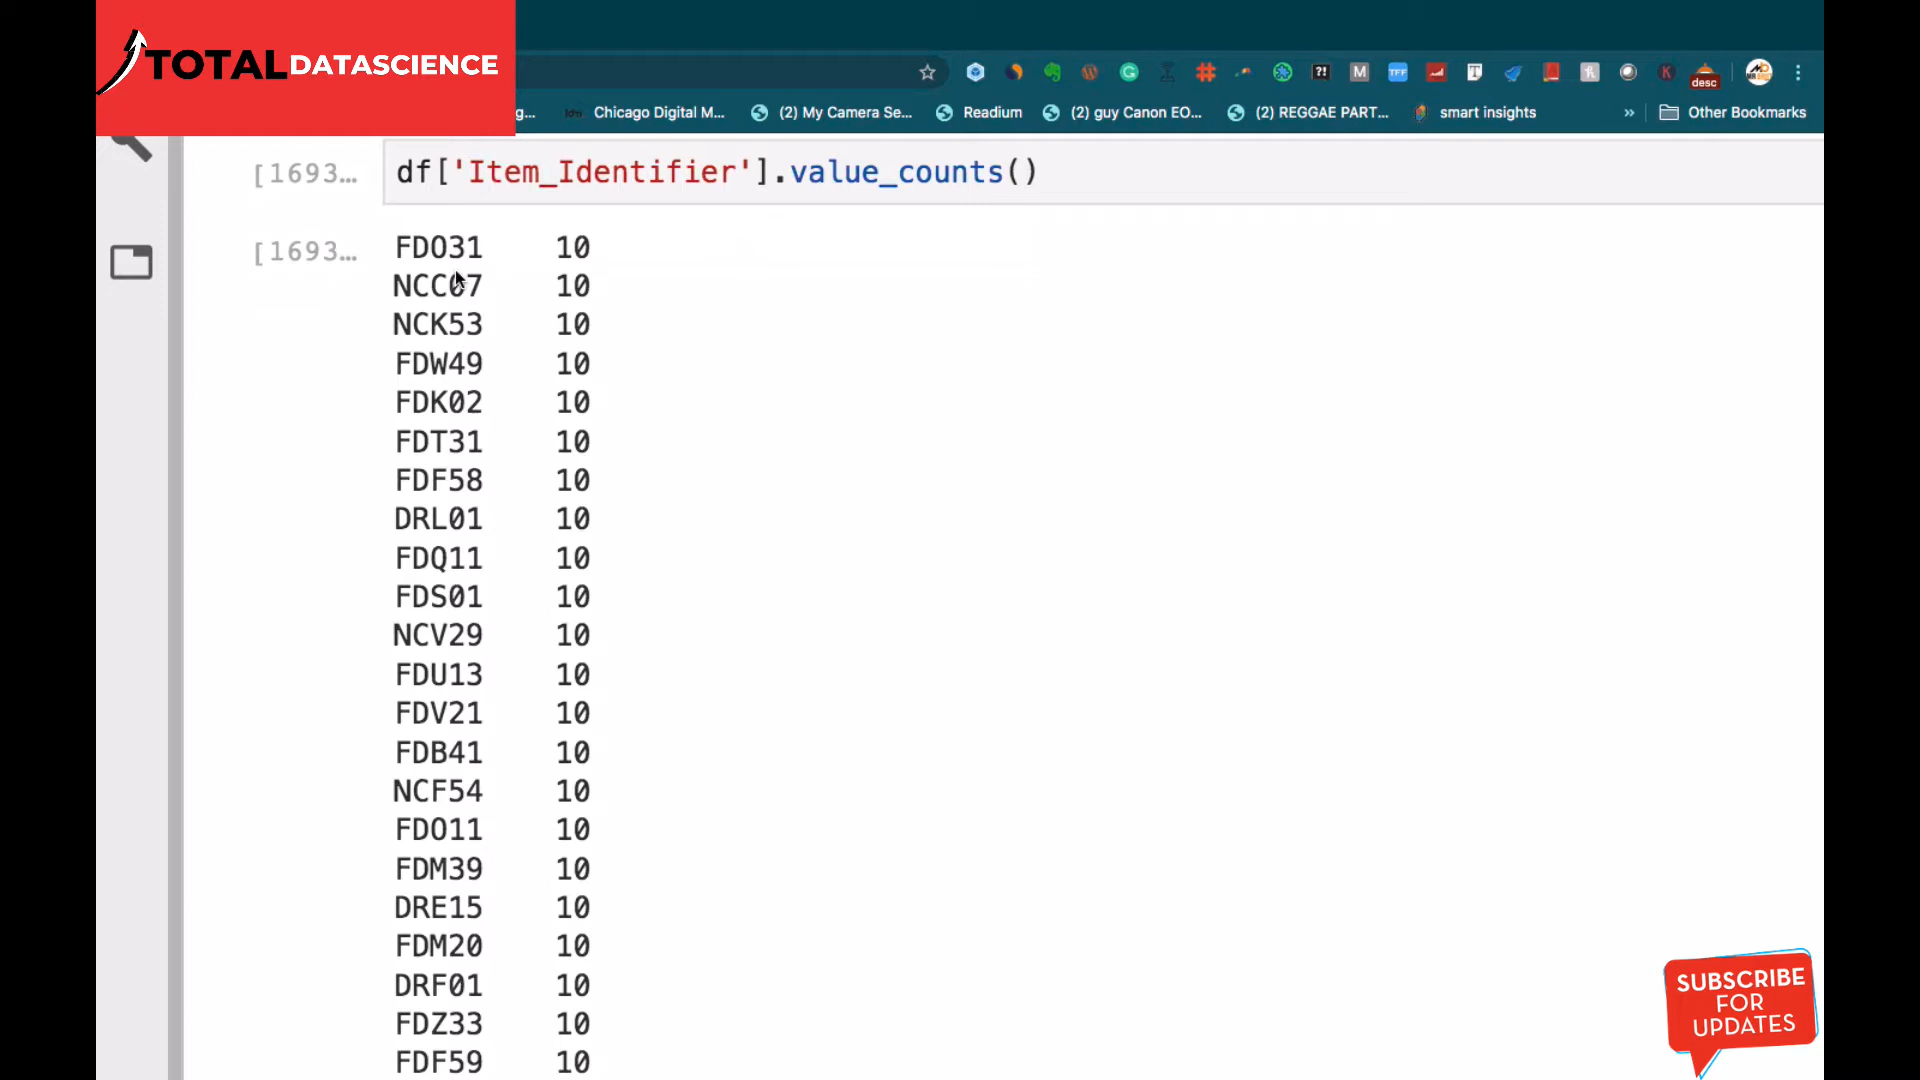 TOTALDATASCIENCE
g... Chicago Digital M... (2) My Camera Se... Readium (2) guy Canon EO... (2) REGGAE PART... smart insights » Other Bookmarks
desc
[1693... df['Item_Identifier'].value_counts()
[1693... FDO31 10
NCC07 10
NCK53 10
FDW49 10
FDK02 10
FDT31 10
FDF58 10
DRL01 10
FDQ11 10
FDS01 10
NCV29 10
FDU13 10
FDV21 10
FDB41 10
NCF54 10
FDO11 10
FDM39 10
DRE15 10
FDM20 10
DRF01 10
FDZ33 10
FDF59 10
SUBSCRIBE
FOR
UPDATES